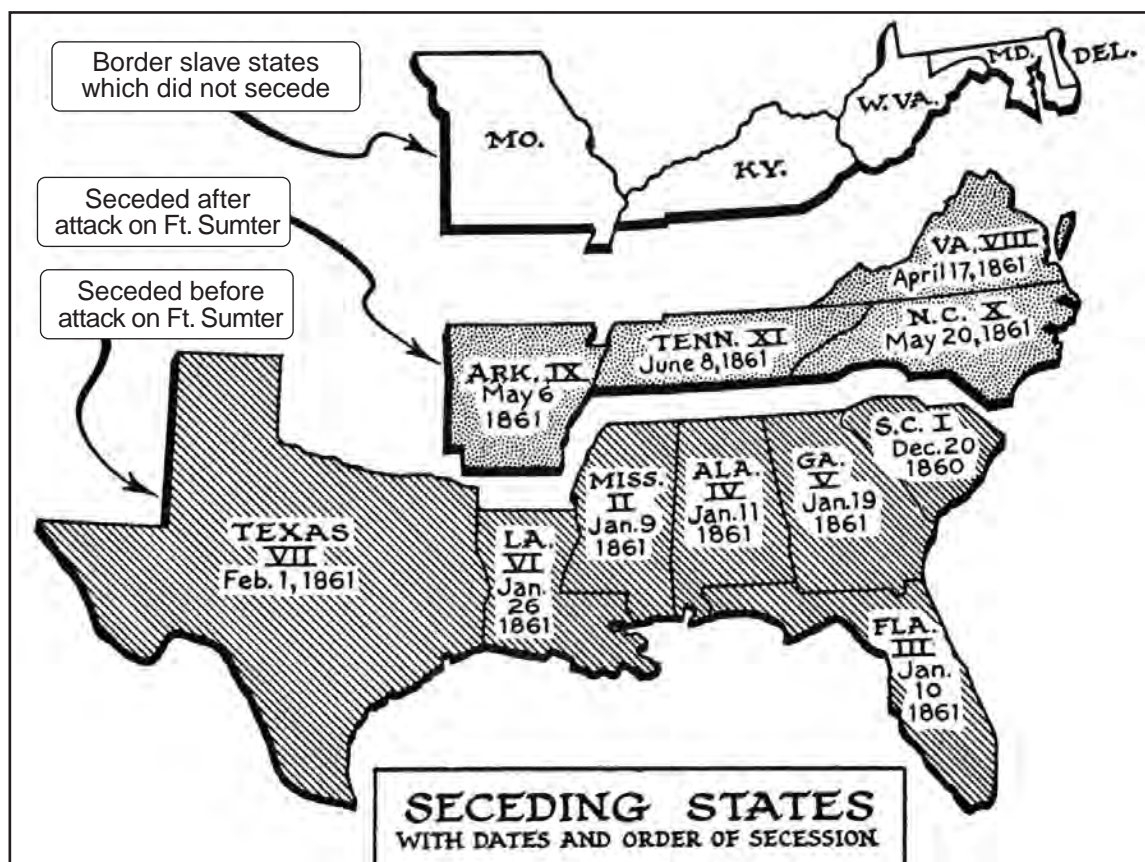 Border slave states
which did not secede
MO.
KY.
W.VA.
MD.
DEL.
Seceded after
attack on Ft. Sumter
VA. VIII
April 17, 1861
N.C. X
May 20, 1861
TENN. XI
June 8, 1861
ARK. IX
May 6
1861
Seceded before
attack on Ft. Sumter
TEXAS
VII
Feb. 1, 1861
LA.
VI
Jan.
26
1861
MISS.
II
Jan. 9
1861
ALA.
IV
Jan. 11
1861
GA.
V
Jan. 19
1861
S.C. I
Dec. 20
1860
FLA.
III
Jan.
10
1861
SECEDING STATES
WITH DATES AND ORDER OF SECESSION